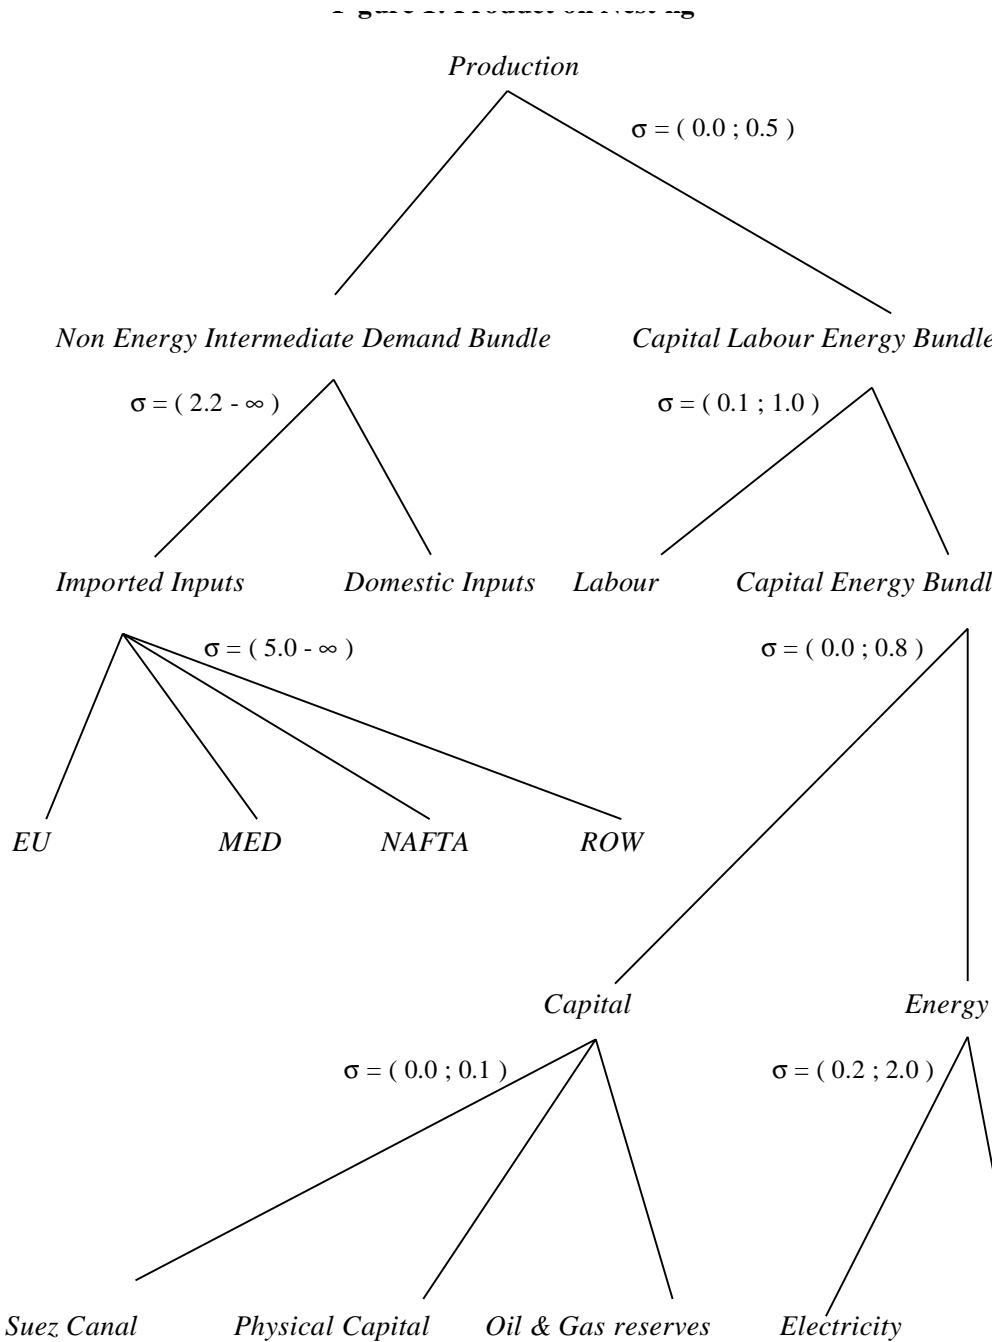 Production
σ = ( 0.0 ; 0.5 )
Non Energy Intermediate Demand Bundle Capital Labour Energy Bundle
σ = ( 2.2 - ∞ ) σ = ( 0.1 ; 1.0 )
Imported Inputs Domestic Inputs Labour Capital Energy Bundl
σ = ( 5.0 - ∞ ) σ = ( 0.0 ; 0.8 )
EU MED NAFTA ROW
Capital Energy
σ = ( 0.0 ; 0.1 ) σ = ( 0.2 ; 2.0 )
Suez Canal Physical Capital Oil & Gas reserves Electricity